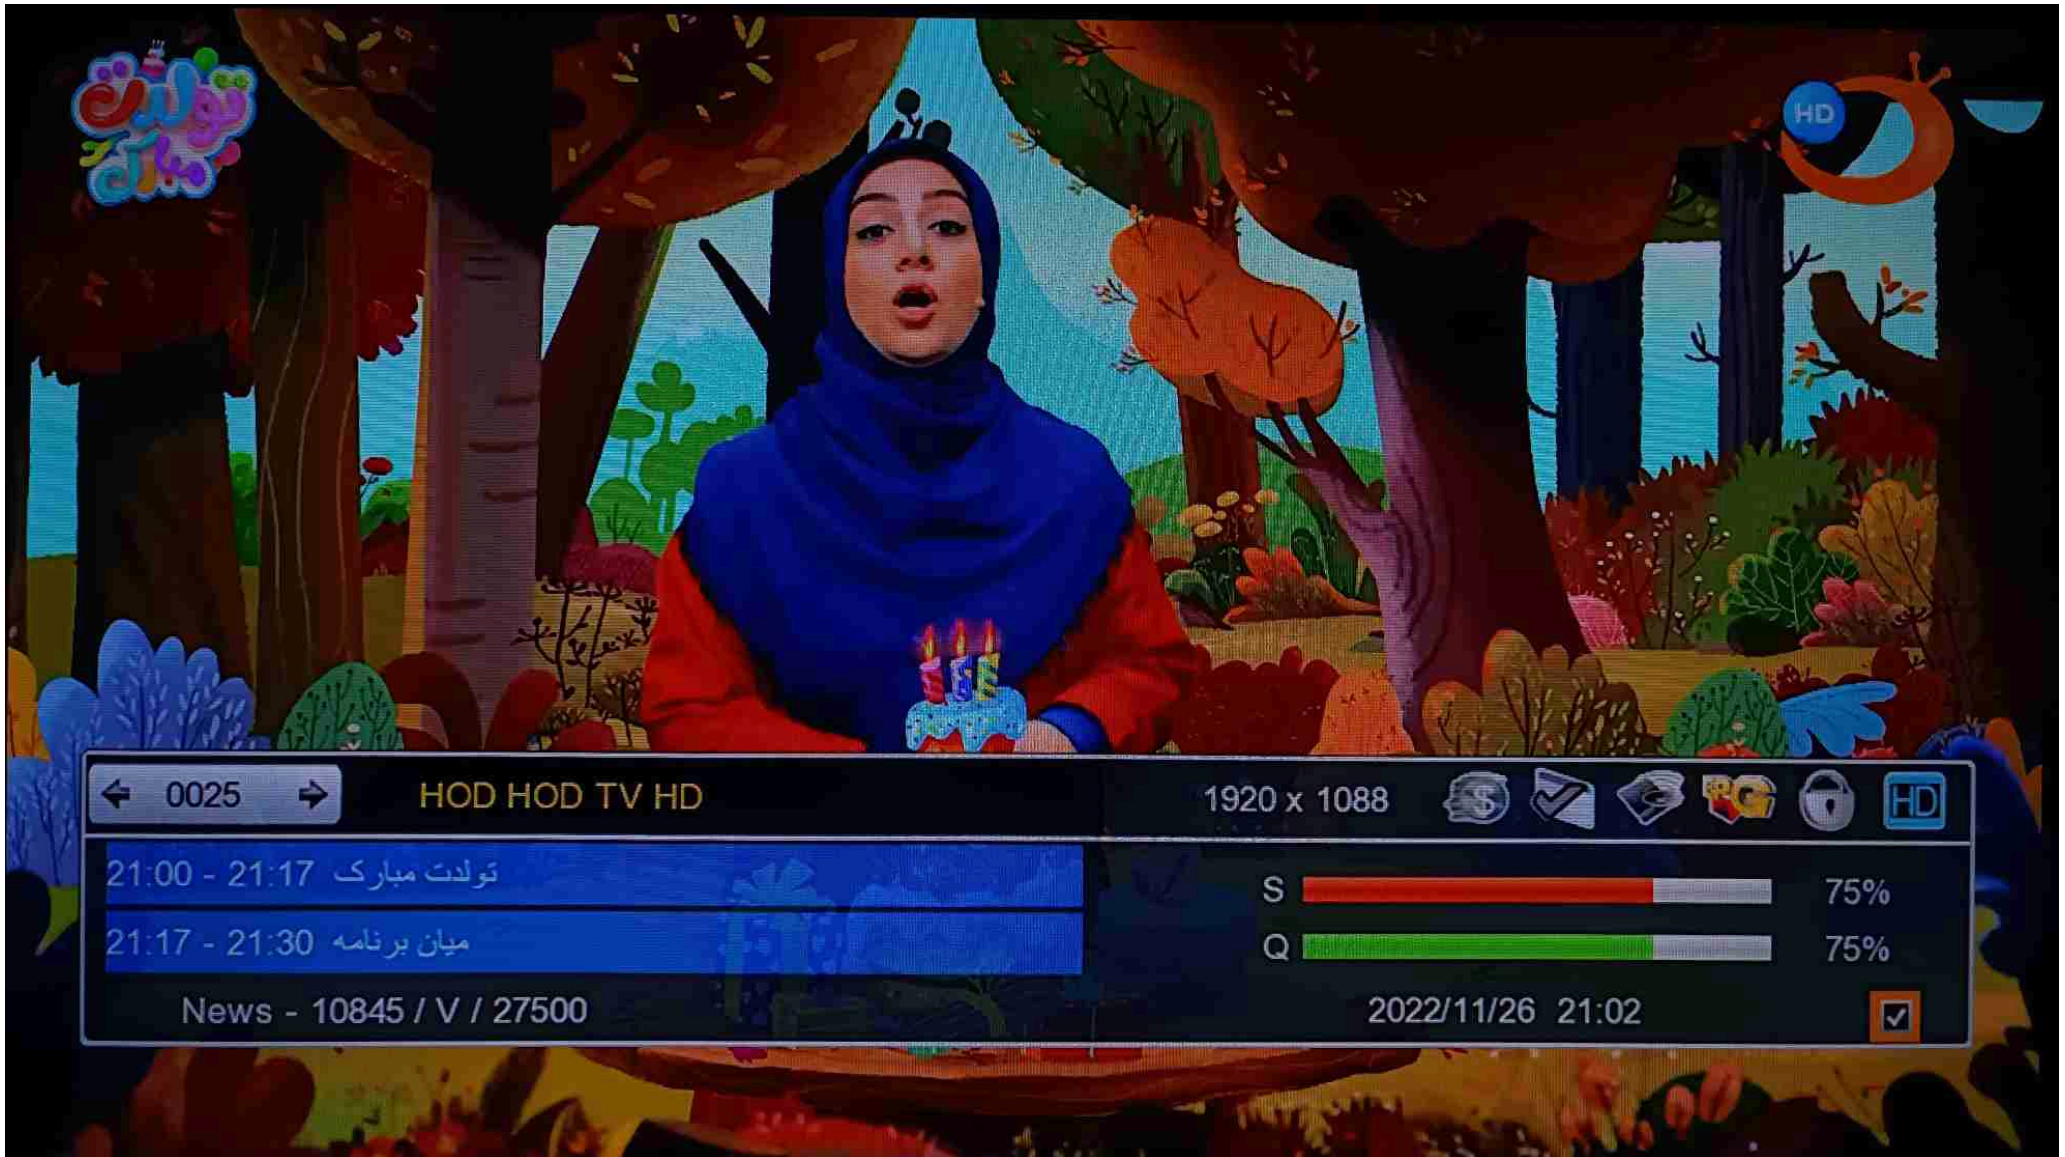 تولدت
مبارک
HD
0025
HOD HOD TV HD
1920 x 1088
HD
21:00 - 21:17 تولدت مبارک
21:17 - 21:30 میان برنامه
S 75%
Q 75%
News - 10845 / V / 27500
2022/11/26 21:02